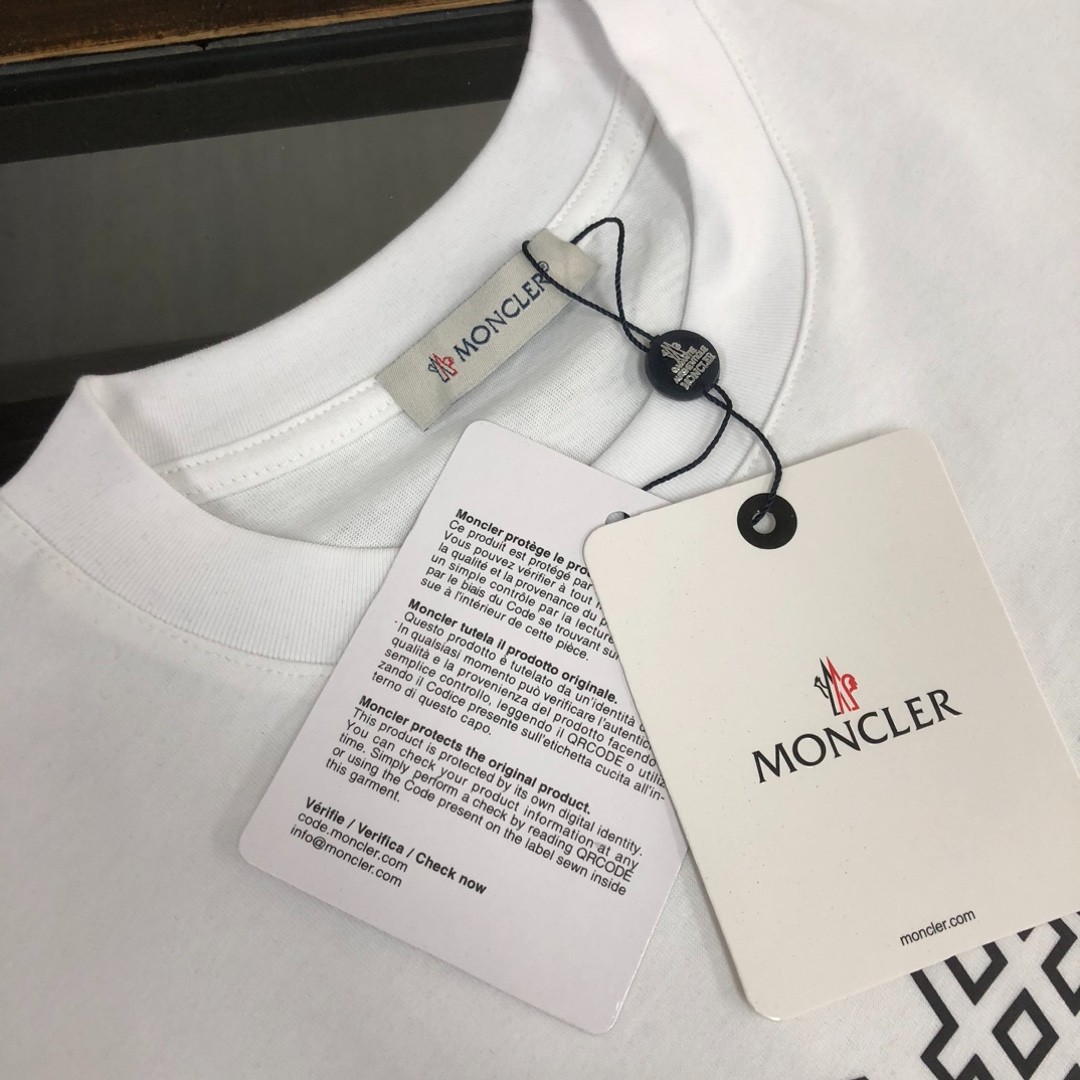 MONCLER®
GARANTIE
AUTHENTIQUE
MONCLER
Moncler protège le
Ce produit est protégé par
Vous pouvez vérifier à tout
la qualité et la provenance du
un simple contrôle par la lecture
par le biais du Code se trouvant
sue à l'intérieur de cette pièce.
Moncler tutela il prodotto originale.
Questo prodotto è tutelato da un'identità
In qualsiasi momento può verificare l'autentic
qualità e la provenienza del prodotto facendo
semplice controllo, leggendo il QRCODE o utiliz-
zando il Codice presente sull'etichetta cucita all'in-
terno di questo capo.
Moncler protects the original product.
This product is protected by its own digital identity.
You can check your product information at any
time. Simply perform a check by reading QRCODE
or using the Code present on the label sewn inside
this garment.
Vérifie / Verifica / Check now
code.moncler.com
info@moncler.com
MONCLER
moncler.com